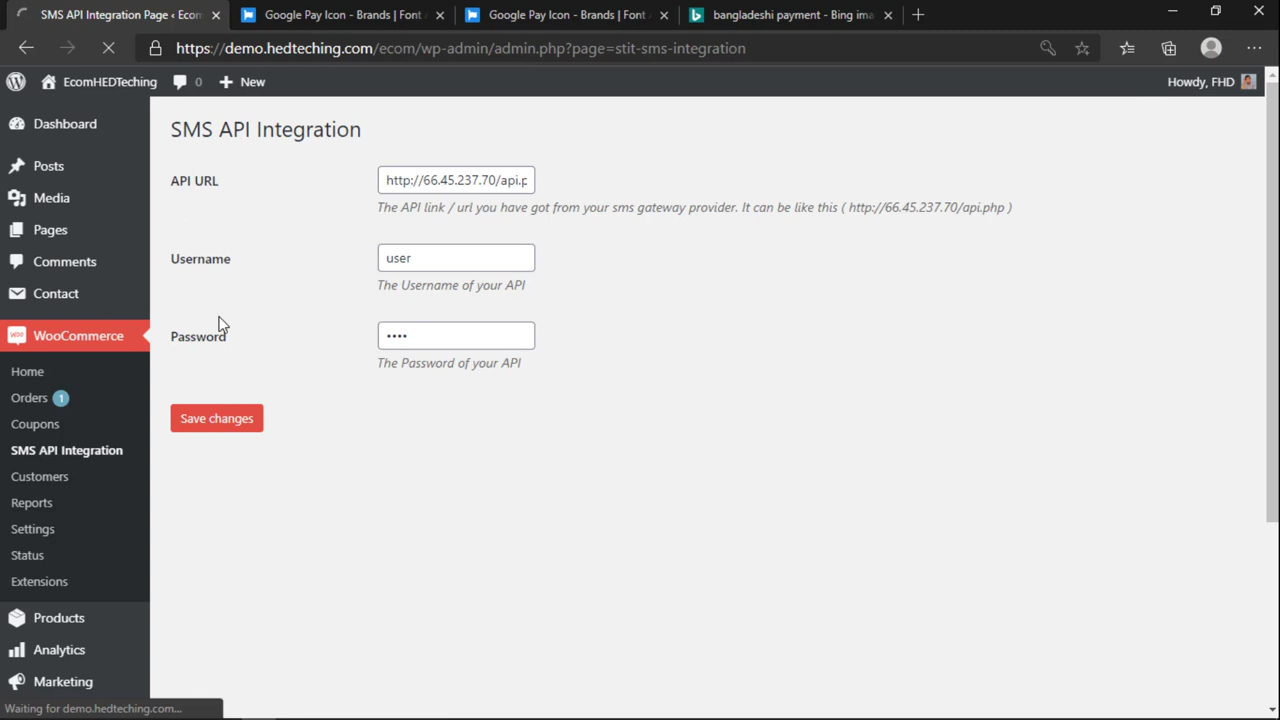 SMS API Integration Page ‹ Ecom
Google Pay Icon - Brands | Font A
Google Pay Icon - Brands | Font A
bangladeshi payment - Bing ima
https://demo.hedteching.com/ecom/wp-admin/admin.php?page=stit-sms-integration
EcomHEDTeching
0
New
Howdy, FHD
Dashboard
Posts
Media
Pages
Comments
Contact
WooCommerce
Home
Orders 1
Coupons
SMS API Integration
Customers
Reports
Settings
Status
Extensions
Products
Analytics
Marketing
SMS API Integration
API URL
http://66.45.237.70/api.p
The API link / url you have got from your sms gateway provider. It can be like this ( http://66.45.237.70/api.php )
Username
user
The Username of your API
Password
••••
The Password of your API
Save changes
Waiting for demo.hedteching.com...